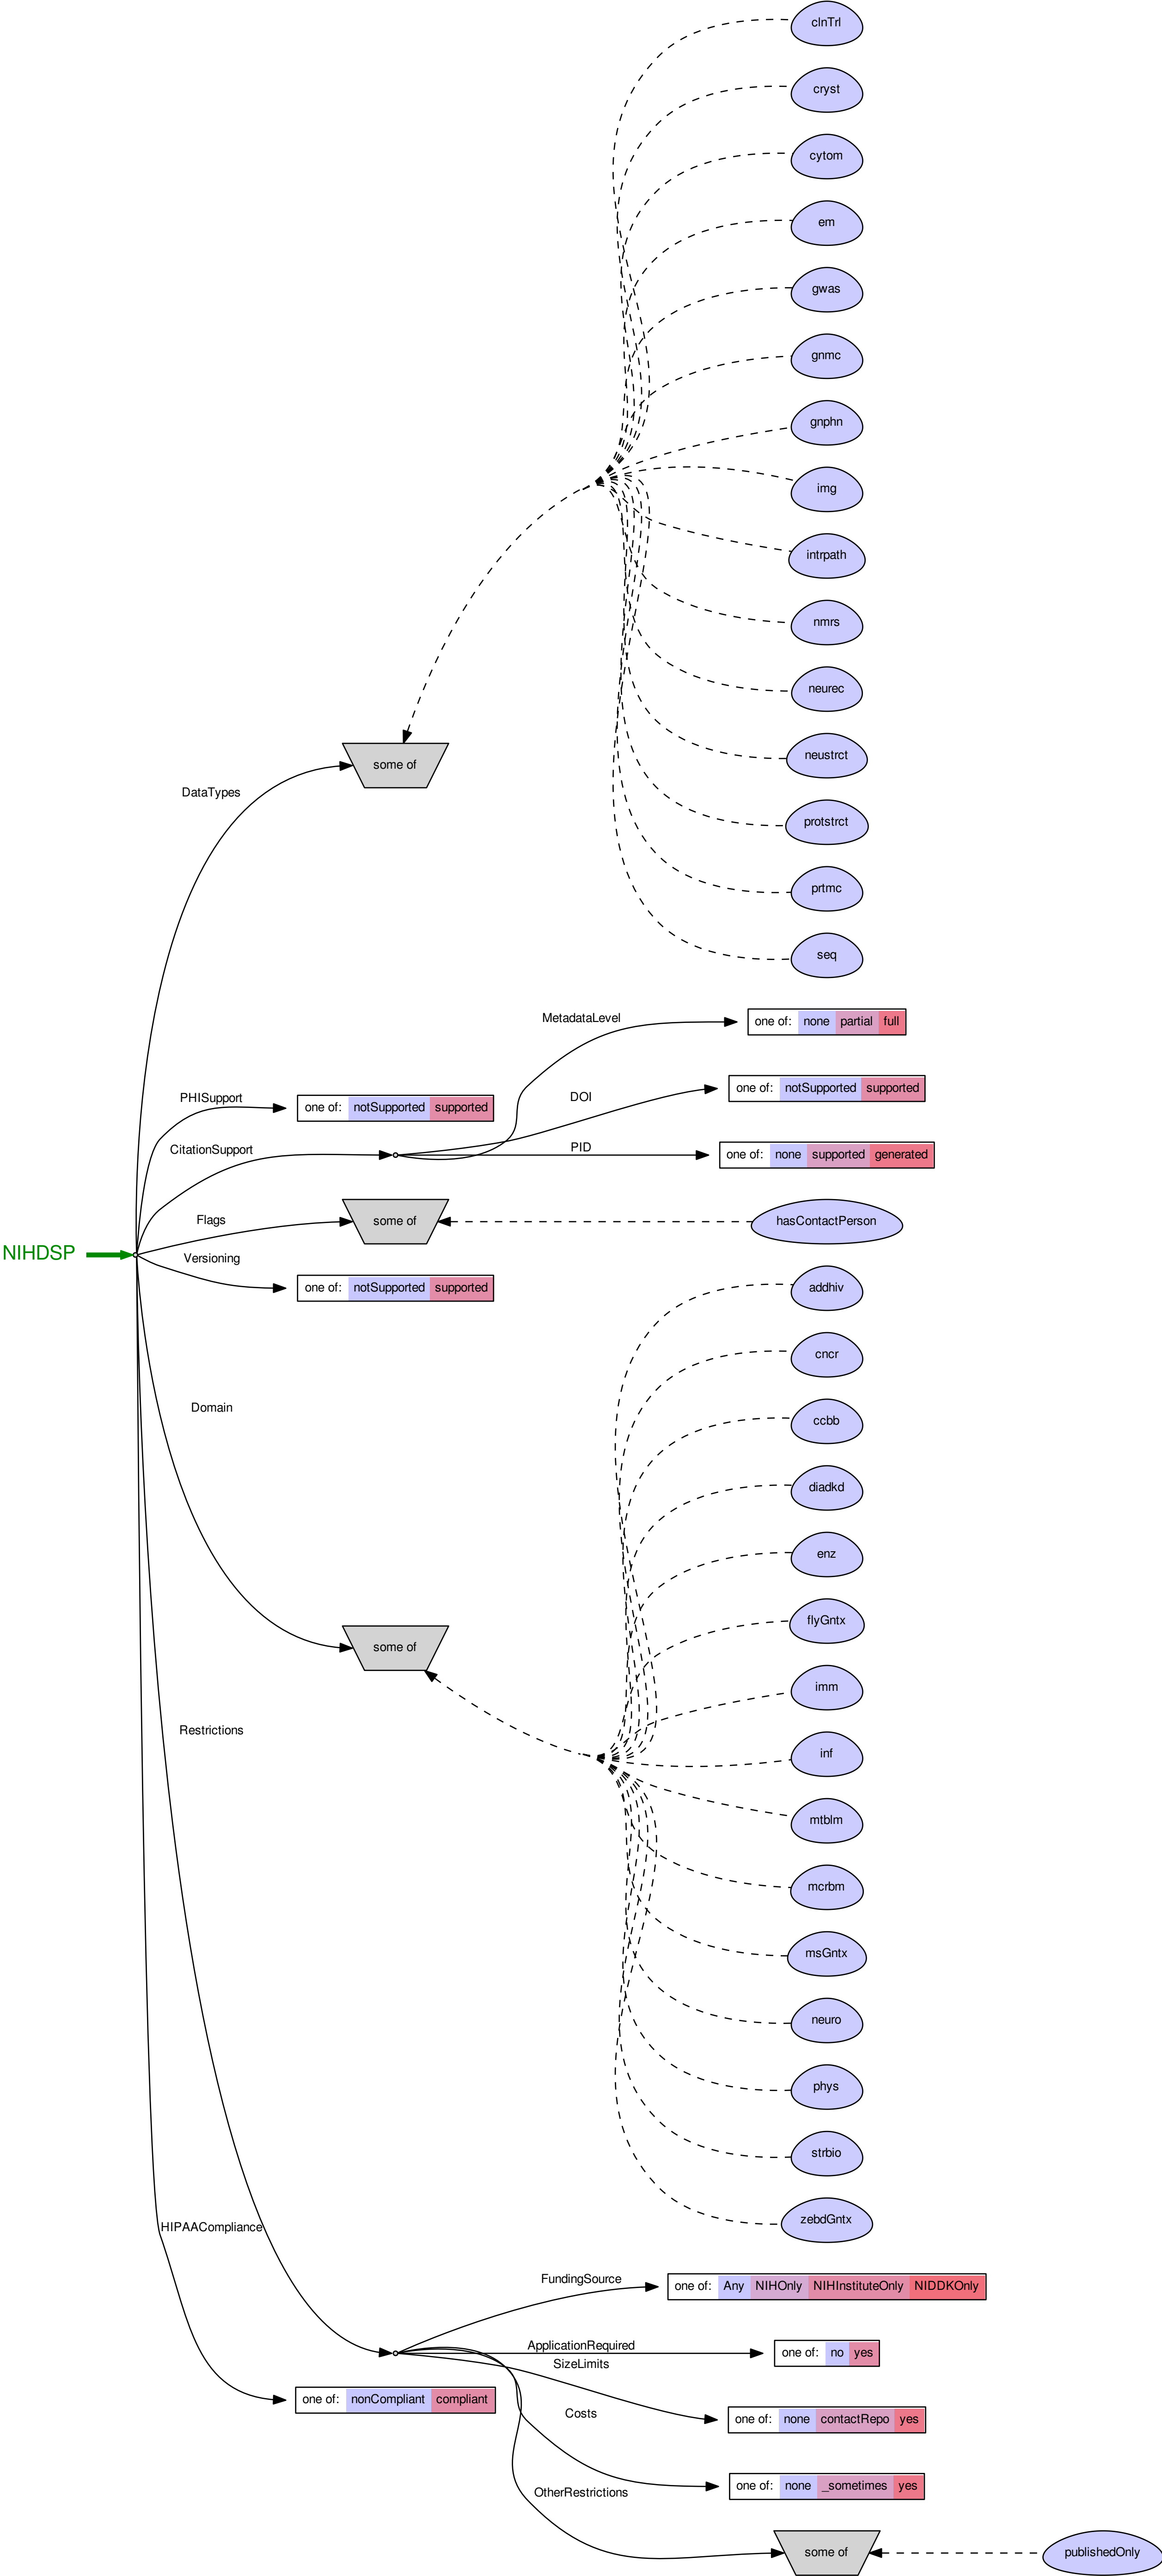 clnTrl
cryst
cytom
em
gwas
gnmc
gnphn
img
intrpath
nmrs
neurec
neustrct
some of
DataTypes
protstrct
prtmc
seq
MetadataLevel
one of: none partial full
DOI
one of: notSupported supported
PHISupport
one of: notSupported supported
CitationSupport
PID
one of: none supported generated
Flags
some of
hasContactPerson
NIHDSP
Versioning
one of: notSupported supported
addhiv
cncr
Domain
ccbb
diadkd
enz
flyGntx
some of
imm
Restrictions
inf
mtblm
mcrbm
msGntx
neuro
phys
strbio
zebdGntx
HIPAACompliance
FundingSource
one of: Any NIHOnly NIHInstituteOnly NIDDKOnly
ApplicationRequired
one of: no yes
SizeLimits
one of: nonCompliant compliant
Costs
one of: none contactRepo yes
one of: none _sometimes yes
OtherRestrictions
some of
publishedOnly